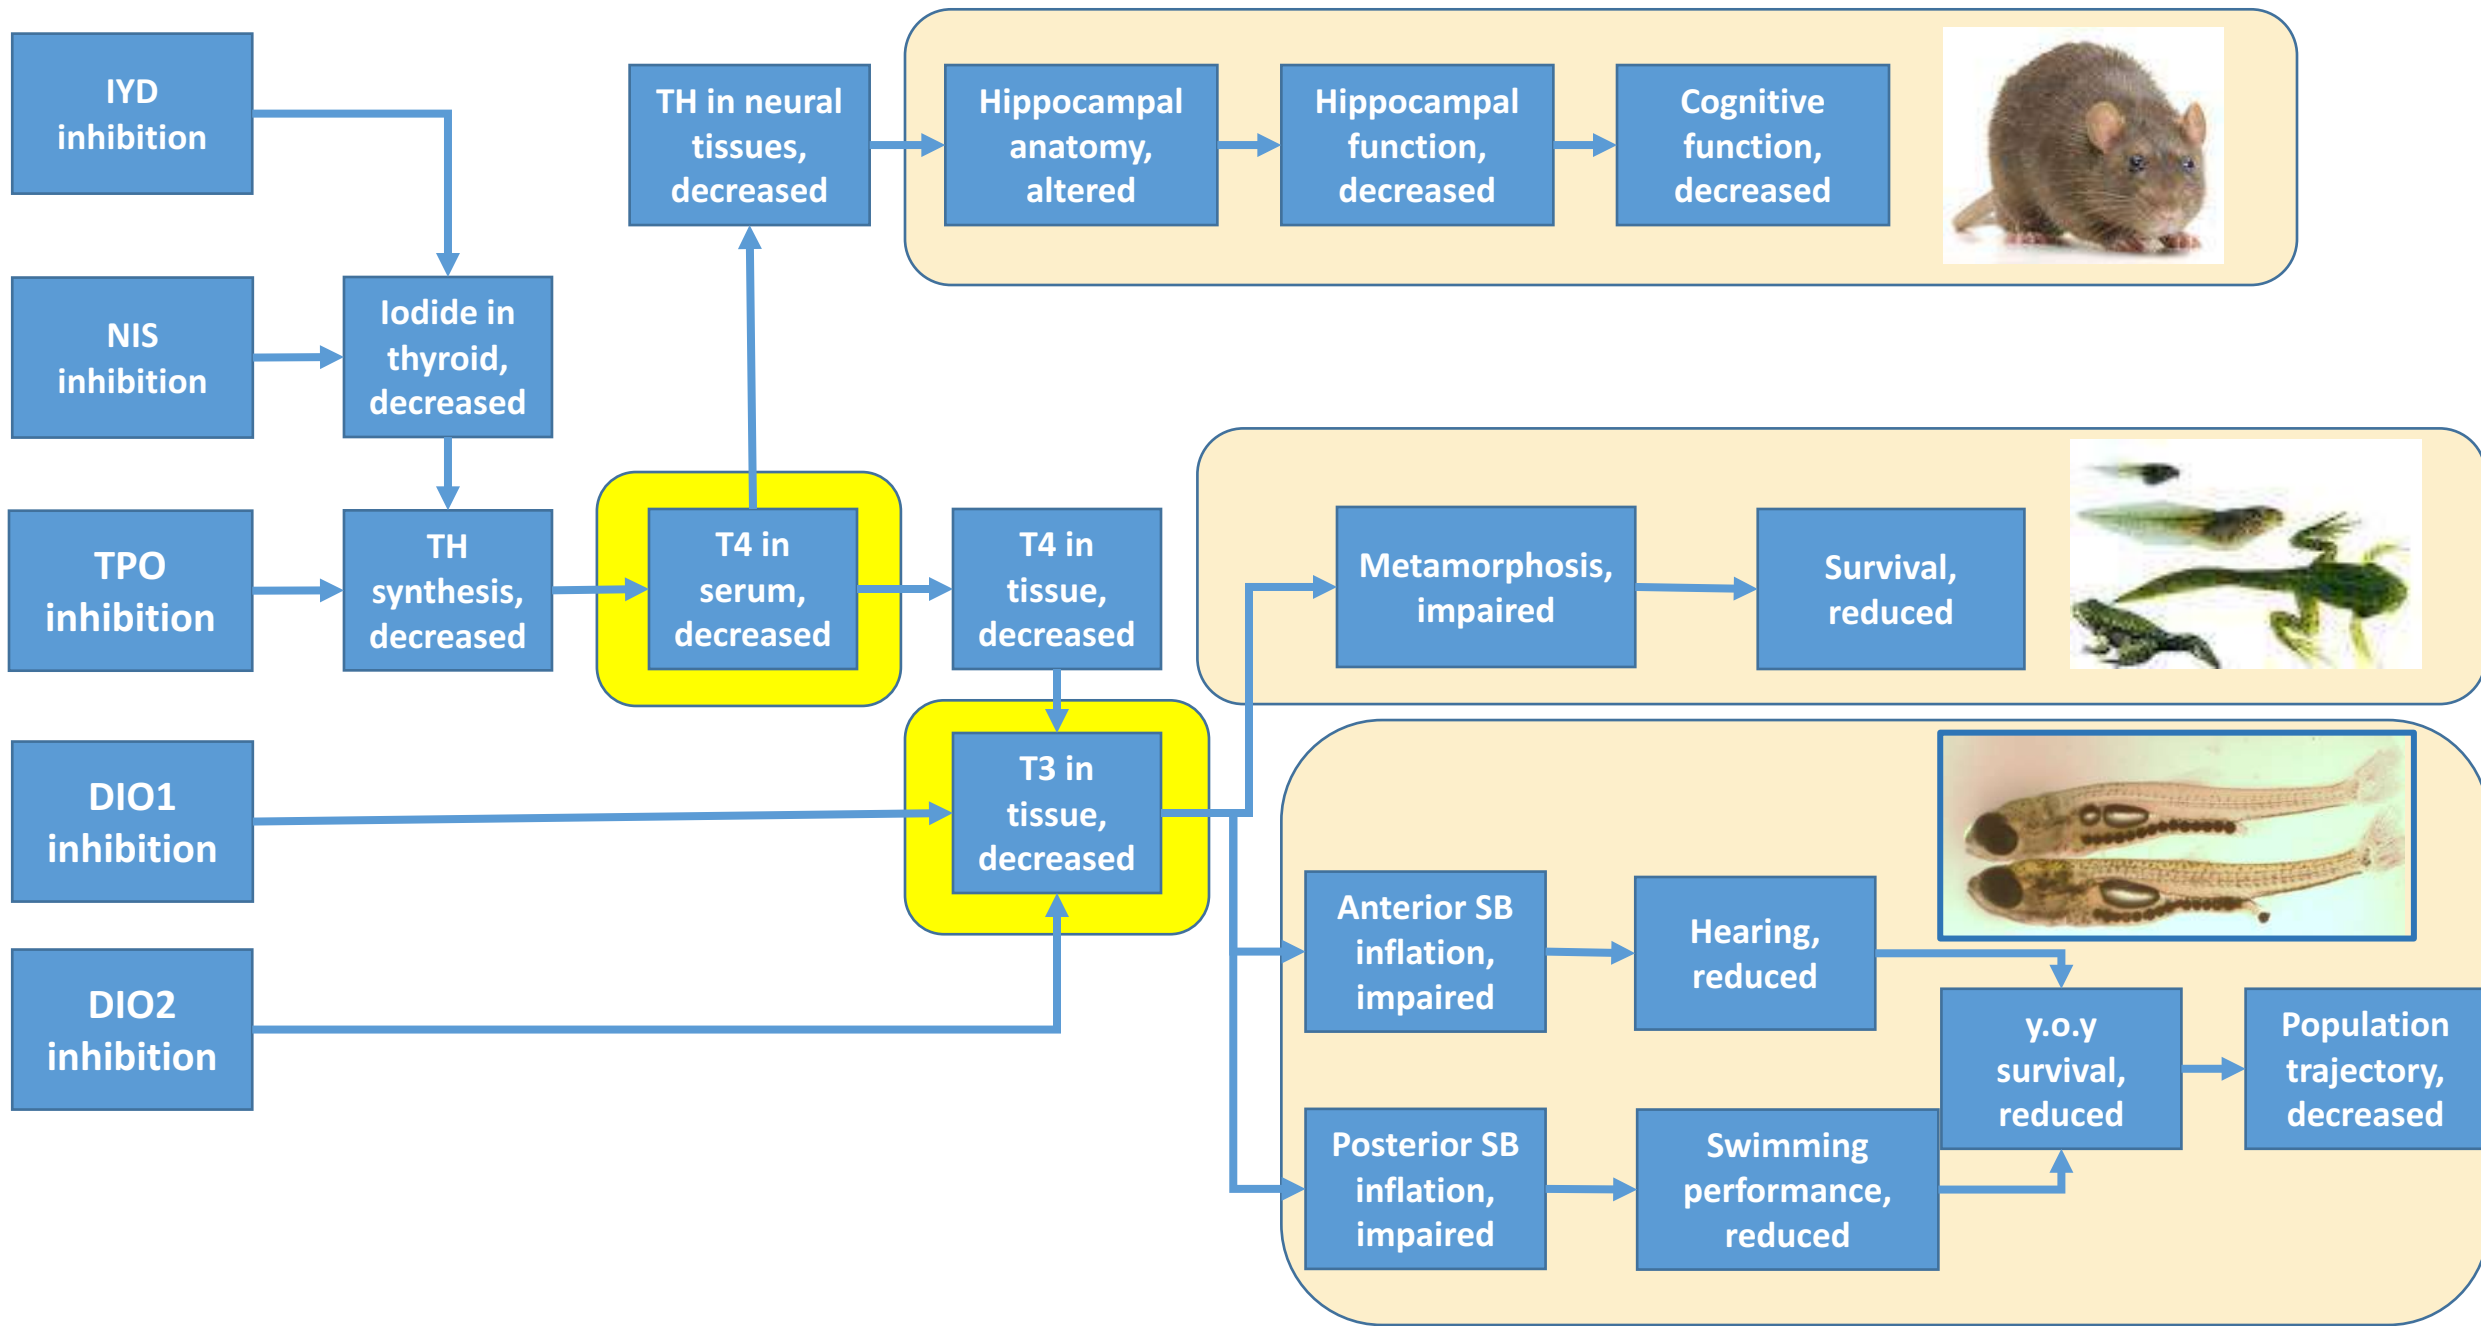 IYD
inhibition
TH in neural
tissues,
decreased
Hippocampal
anatomy,
altered
Hippocampal
function,
decreased
Cognitive
function,
decreased
NIS
inhibition
Iodide in
thyroid,
decreased
TPO
inhibition
TH
synthesis,
decreased
T4 in
serum,
decreased
T4 in
tissue,
decreased
Metamorphosis,
impaired
Survival,
reduced
DIO1
inhibition
T3 in
tissue,
decreased
DIO2
inhibition
Anterior SB
inflation,
impaired
Hearing,
reduced
y.o.y
survival,
reduced
Population
trajectory,
decreased
Posterior SB
inflation,
impaired
Swimming
performance,
reduced